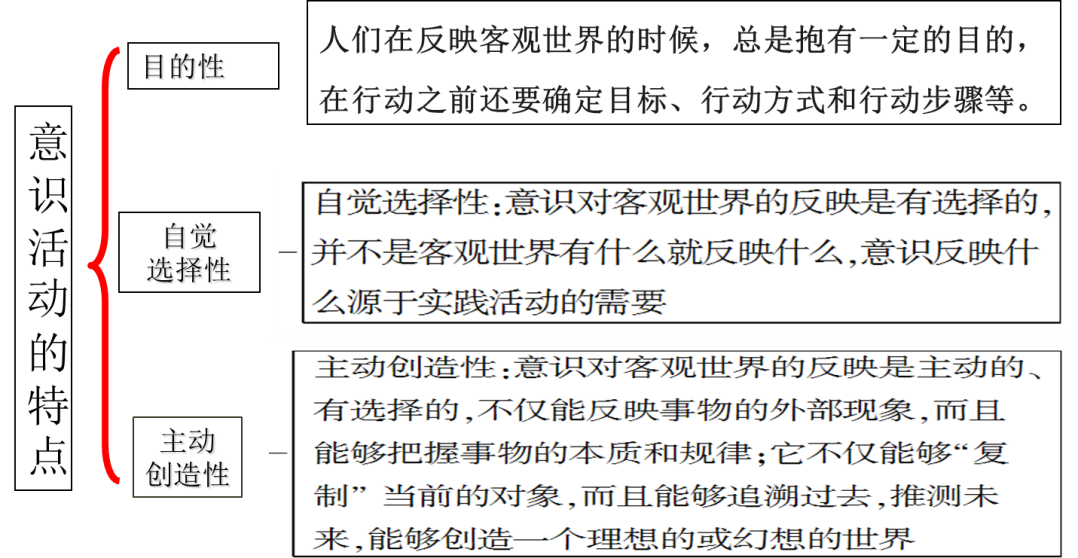 意识活动的特点
目的性
人们在反映客观世界的时候，总是抱有一定的目的，
在行动之前还要确定目标、行动方式和行动步骤等。
自觉
选择性
自觉选择性:意识对客观世界的反映是有选择的,
并不是客观世界有什么就反映什么,意识反映什
么源于实践活动的需要
主动
创造性
主动创造性:意识对客观世界的反映是主动的、
有选择的,不仅能反映事物的外部现象,而且
能够把握事物的本质和规律;它不仅能够“复
制”当前的对象,而且能够追溯过去,推测未
来,能够创造一个理想的或幻想的世界